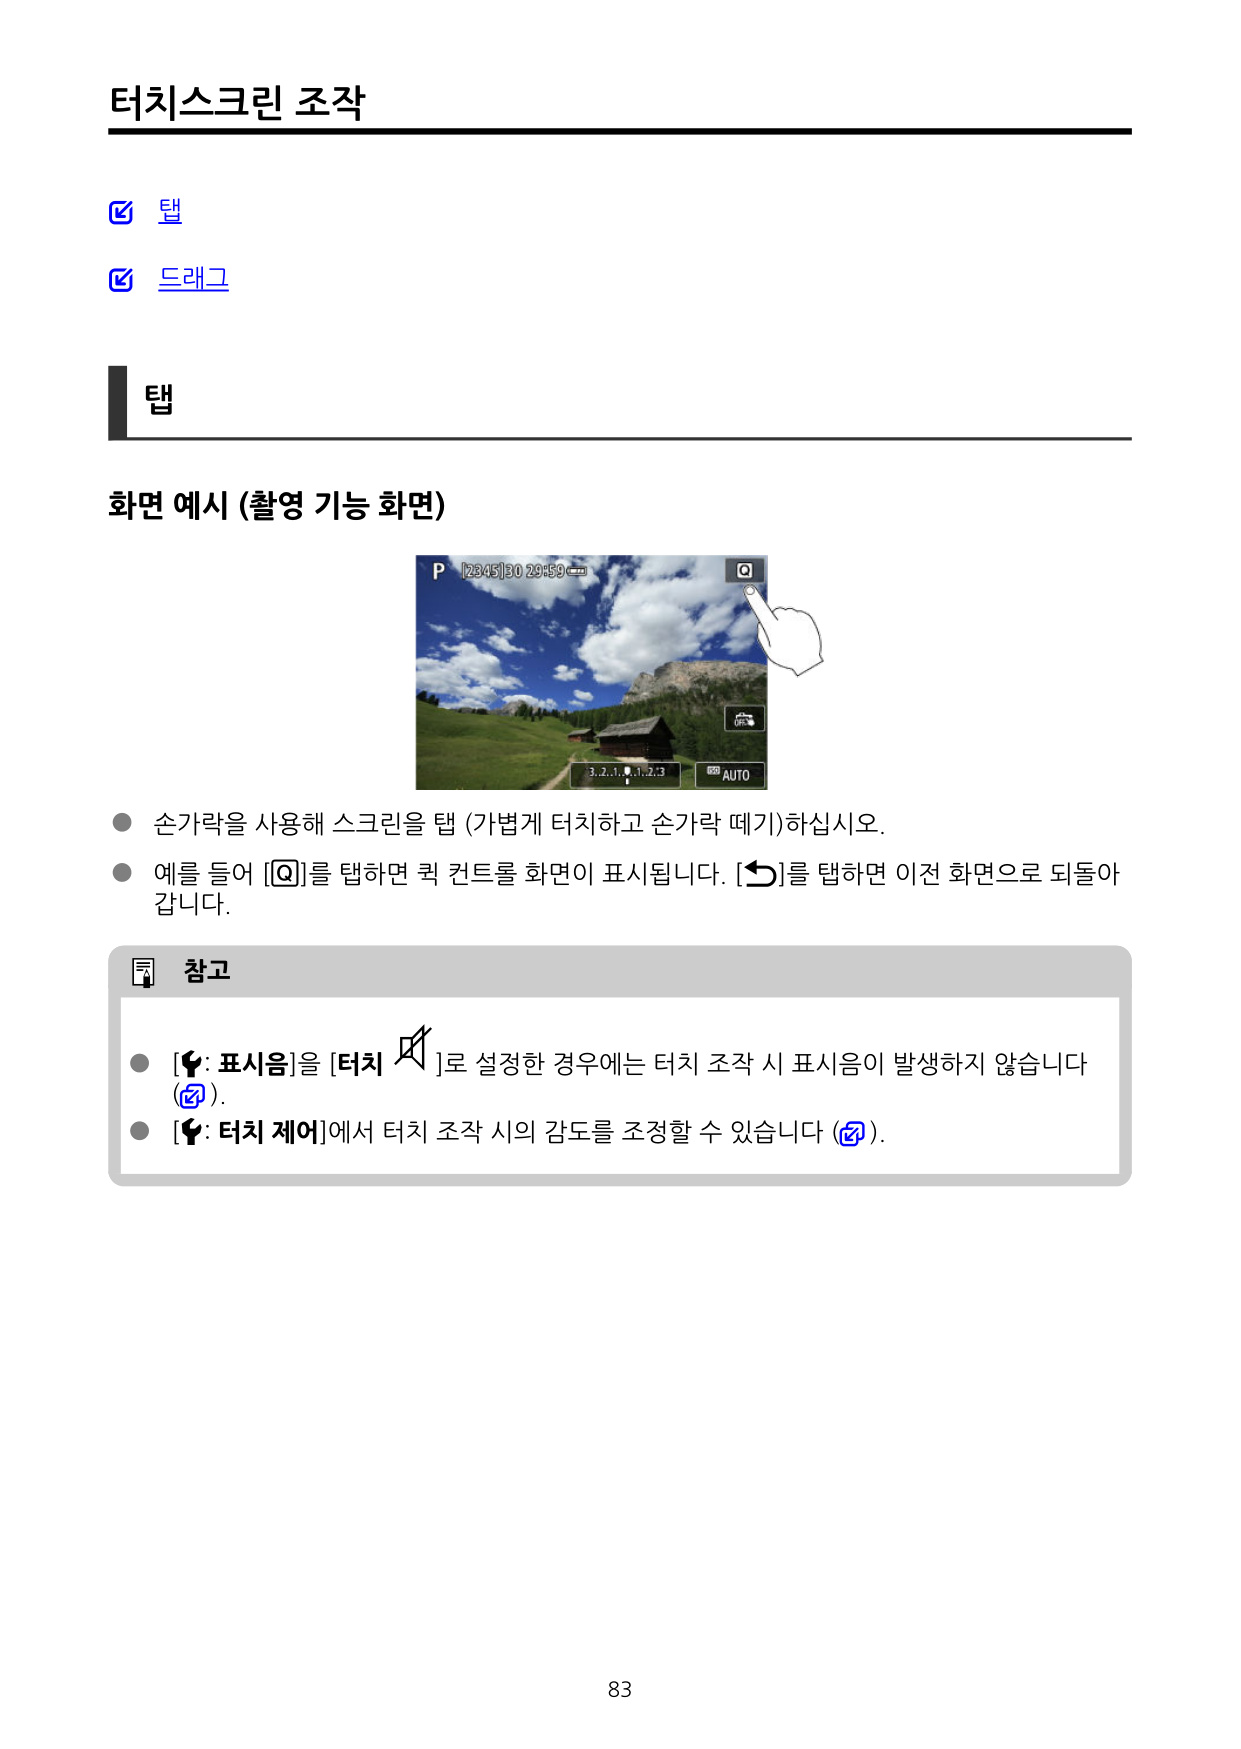 터치스크린 조작
탭
드래그
탭
화면 예시 (촬영 기능 화면)
P [2345]30 29:59 Q
OFF
3..2..1..0..1..2..3 ISO AUTO
손가락을 사용해 스크린을 탭 (가볍게 터치하고 손가락 떼기)하십시오.
예를 들어 [Q]를 탭하면 퀵 컨트롤 화면이 표시됩니다. []를 탭하면 이전 화면으로 되돌아
갑니다.
참고
[: 표시음]을 [터치 ]로 설정한 경우에는 터치 조작 시 표시음이 발생하지 않습니다
().
[: 터치 제어]에서 터치 조작 시의 감도를 조정할 수 있습니다 ().
83